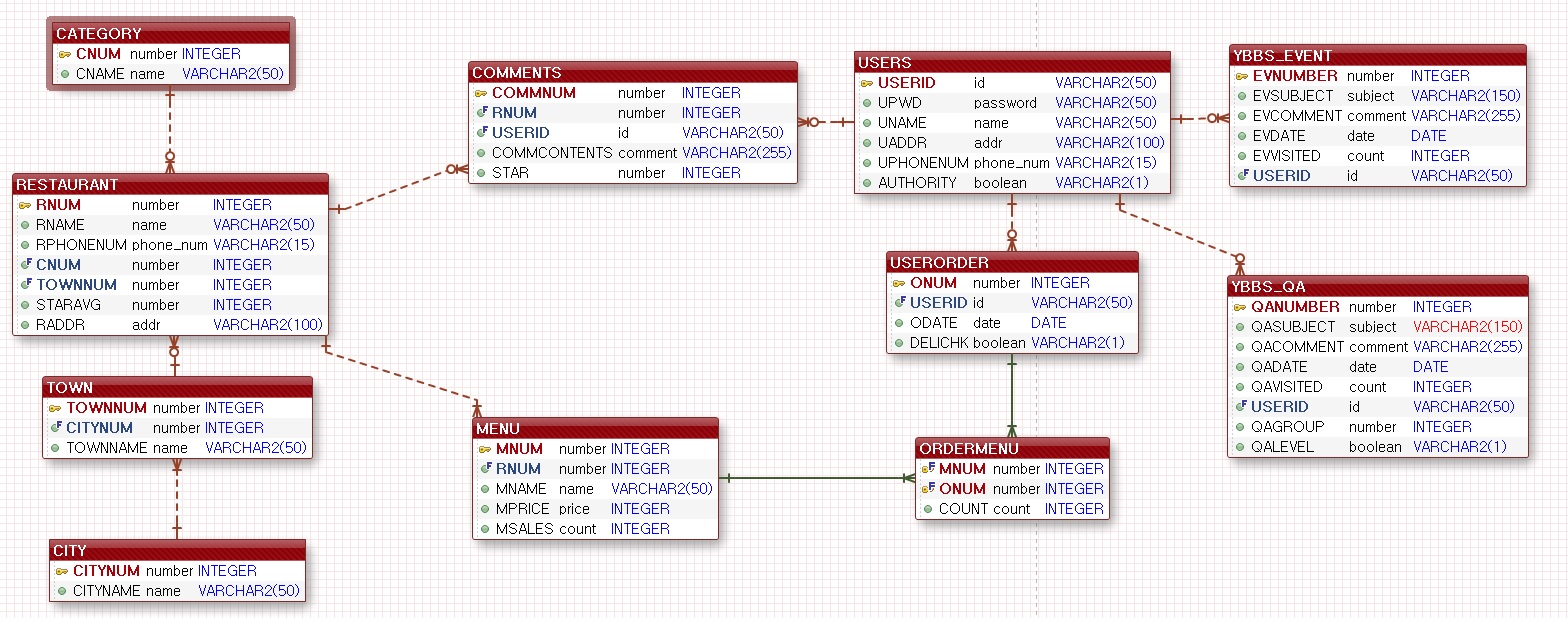 CATEGORY
CNUM number INTEGER
CNAME name VARCHAR2(50)
COMMENTS
COMMNUM number INTEGER
RNUM number INTEGER
USERID id VARCHAR2(50)
COMMCONTENTS comment VARCHAR2(255)
STAR number INTEGER
USERS
USERID id VARCHAR2(50)
UPWD password VARCHAR2(50)
UNAME name VARCHAR2(50)
UADDR addr VARCHAR2(100)
UPHONENUM phone_num VARCHAR2(15)
AUTHORITY boolean VARCHAR2(1)
YBBS_EVENT
EVNUMBER number INTEGER
EVSUBJECT subject VARCHAR2(150)
EVCOMMENT comment VARCHAR2(255)
EVDATE date DATE
EVVISITED count INTEGER
USERID id VARCHAR2(50)
RESTAURANT
RNUM number INTEGER
RNAME name VARCHAR2(50)
RPHONENUM phone_num VARCHAR2(15)
CNUM number INTEGER
TOWNNUM number INTEGER
STARAVG number INTEGER
RADDR addr VARCHAR2(100)
USERORDER
ONUM number INTEGER
USERID id VARCHAR2(50)
ODATE date DATE
DELICHK boolean VARCHAR2(1)
YBBS_QA
QANUMBER number INTEGER
QASUBJECT subject VARCHAR2(150)
QACOMMENT comment VARCHAR2(255)
QADATE date DATE
QAVISITED count INTEGER
USERID id VARCHAR2(50)
QAGROUP number INTEGER
QALEVEL boolean VARCHAR2(1)
TOWN
TOWNNUM number INTEGER
CITYNUM number INTEGER
TOWNNAME name VARCHAR2(50)
MENU
MNUM number INTEGER
RNUM number INTEGER
MNAME name VARCHAR2(50)
MPRICE price INTEGER
MSALES count INTEGER
ORDERMENU
MNUM number INTEGER
ONUM number INTEGER
COUNT count INTEGER
CITY
CITYNUM number INTEGER
CITYNAME name VARCHAR2(50)